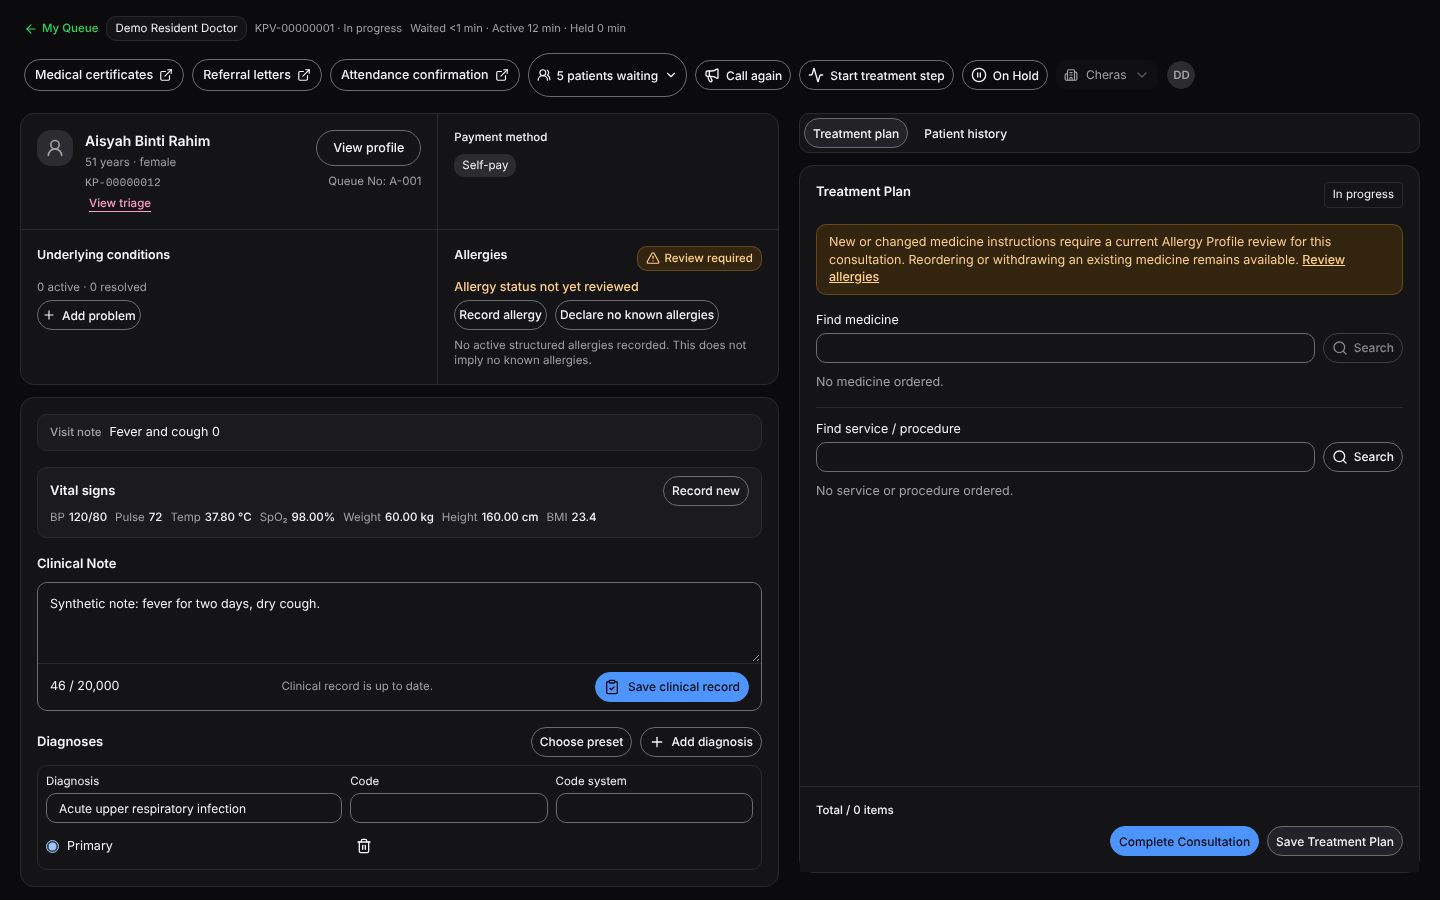 My Queue
Demo Resident Doctor
KPV-00000001 · In progress
Waited <1 min · Active 12 min · Held 0 min
Medical certificates
Referral letters
Attendance confirmation
5 patients waiting
Call again
Start treatment step
On Hold
Cheras
DD
Aisyah Binti Rahim
51 years · female
KP-00000012
View triage
View profile
Queue No: A-001
Payment method
Self-pay
Underlying conditions
0 active · 0 resolved
Add problem
Allergies
Review required
Allergy status not yet reviewed
Record allergy
Declare no known allergies
No active structured allergies recorded. This does not
imply no known allergies.
Visit note Fever and cough 0
Vital signs
Record new
BP 120/80 Pulse 72 Temp 37.80 °C SpO₂ 98.00% Weight 60.00 kg Height 160.00 cm BMI 23.4
Clinical Note
Synthetic note: fever for two days, dry cough.
46 / 20,000
Clinical record is up to date.
Save clinical record
Diagnoses
Choose preset
Add diagnosis
Diagnosis
Code
Code system
Acute upper respiratory infection
Primary
Treatment plan
Patient history
Treatment Plan
In progress
New or changed medicine instructions require a current Allergy Profile review for this
consultation. Reordering or withdrawing an existing medicine remains available. Review
allergies
Find medicine
Search
No medicine ordered.
Find service / procedure
Search
No service or procedure ordered.
Total / 0 items
Complete Consultation
Save Treatment Plan